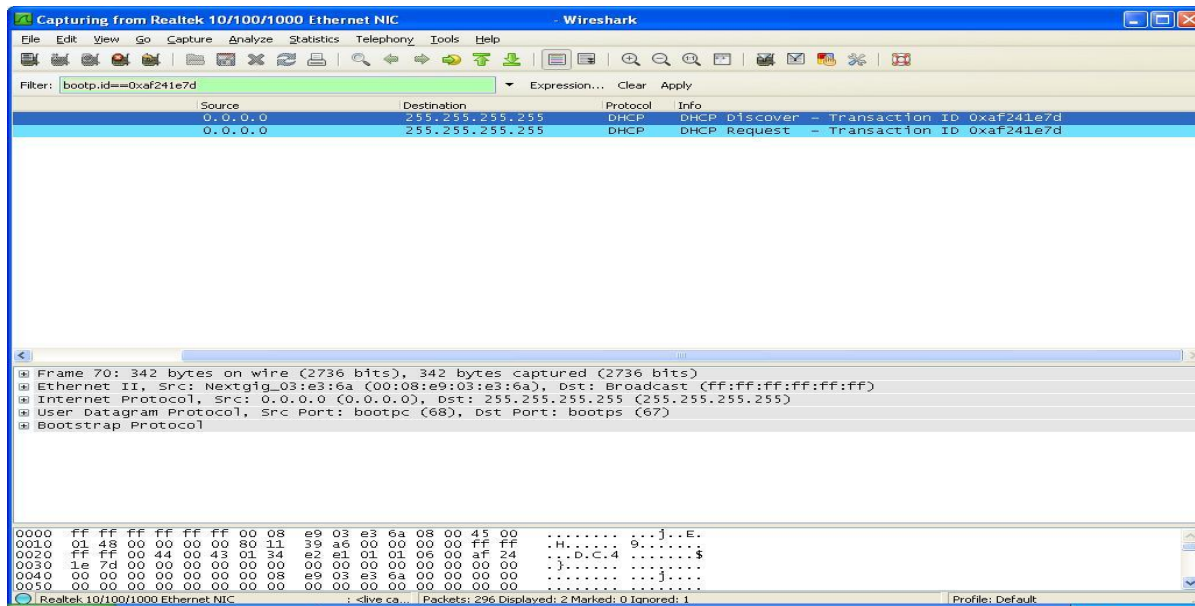 Capturing from Realtek 10/100/1000 Ethernet NIC - Wireshark
File Edit View Go Capture Analyze Statistics Telephony Tools Help
Filter: bootp.id==0xaf241e7d Expression... Clear Apply
Source Destination Protocol Info
0.0.0.0 255.255.255.255 DHCP DHCP Discover - Transaction ID 0xaf241e7d
0.0.0.0 255.255.255.255 DHCP DHCP Request - Transaction ID 0xaf241e7d
Frame 70: 342 bytes on wire (2736 bits), 342 bytes captured (2736 bits)
Ethernet II, Src: Nextgig_03:e3:6a (00:08:e9:03:e3:6a), Dst: Broadcast (ff:ff:ff:ff:ff:ff)
Internet Protocol, Src: 0.0.0.0 (0.0.0.0), Dst: 255.255.255.255 (255.255.255.255)
User Datagram Protocol, Src Port: bootpc (68), Dst Port: bootps (67)
Bootstrap Protocol
0000 ff ff ff ff ff ff 00 08 e9 03 e3 6a 08 00 45 00 ........ ...j..E.
0010 01 48 00 00 00 00 80 11 39 a6 00 00 00 00 ff ff .H...... 9.......
0020 ff ff 00 44 00 43 01 34 e2 e1 01 01 06 00 af 24 ...D.C.4 .......$
0030 1e 7d 00 00 00 00 00 00 00 00 00 00 00 00 00 00 .}...... ........
0040 00 00 00 00 00 00 00 08 e9 03 e3 6a 00 00 00 00 ........ ...j....
0050 00 00 00 00 00 00 00 00 00 00 00 00 00 00 00 00 ........ ........
Realtek 10/100/1000 Ethernet NIC : <live ca... Packets: 296 Displayed: 2 Marked: 0 Ignored: 1 Profile: Default